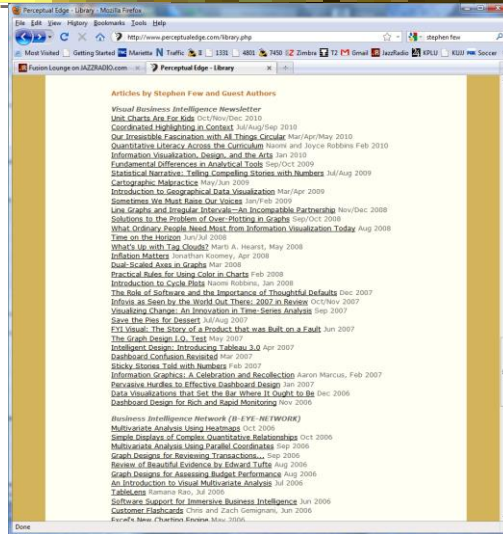 Perceptual Edge - Library - Mozilla Firefox
File Edit View History Bookmarks Tools Help
http://www.perceptualedge.com/library.php
stephen few
Most Visited Getting Started Marietta Traffic II 1331 4801 7450 Zimbra T2 Gmail JazzRadio KPLU KUJJ Soccer
Fusion Lounge on JAZZRADIO.com Perceptual Edge - Library
Articles by Stephen Few and Guest Authors
Visual Business Intelligence Newsletter
Unit Charts Are For Kids Oct/Nov/Dec 2010
Coordinated Highlighting in Context Jul/Aug/Sep 2010
Our Irresistible Fascination with All Things Circular Mar/Apr/May 2010
Quantitative Literacy Across the Curriculum Naomi and Joyce Robbins Feb 2010
Information Visualization, Design, and the Arts Jan 2010
Fundamental Differences in Analytical Tools Sep/Oct 2009
Statistical Narrative: Telling Compelling Stories with Numbers Jul/Aug 2009
Cartographic Malpractice May/Jun 2009
Introduction to Geographical Data Visualization Mar/Apr 2009
Sometimes We Must Raise Our Voices Jan/Feb 2009
Line Graphs and Irregular Intervals—An Incompatible Partnership Nov/Dec 2008
Solutions to the Problem of Over-Plotting in Graphs Sep/Oct 2008
What Ordinary People Need Most from Information Visualization Today Aug 2008
Time on the Horizon Jun/Jul 2008
What's Up with Tag Clouds? Marti A. Hearst, May 2008
Inflation Matters Jonathan Koomey, Apr 2008
Dual-Scaled Axes in Graphs Mar 2008
Practical Rules for Using Color in Charts Feb 2008
Introduction to Cycle Plots Naomi Robbins, Jan 2008
The Role of Software and the Importance of Thoughtful Defaults Dec 2007
Infovis as Seen by the World Out There: 2007 in Review Oct/Nov 2007
Visualizing Change: An Innovation in Time-Series Analysis Sep 2007
Save the Pies for Dessert Jul/Aug 2007
FYI Visual: The Story of a Product that was Built on a Fault Jun 2007
The Graph Design I.Q. Test May 2007
Intelligent Design: Introducing Tableau 3.0 Apr 2007
Dashboard Confusion Revisited Mar 2007
Sticky Stories Told with Numbers Feb 2007
Information Graphics: A Celebration and Recollection Aaron Marcus, Feb 2007
Pervasive Hurdles to Effective Dashboard Design Jan 2007
Data Visualizations that Set the Bar Where It Ought to Be Dec 2006
Dashboard Design for Rich and Rapid Monitoring Nov 2006
Business Intelligence Network (B-EYE-NETWORK)
Multivariate Analysis Using Heatmaps Oct 2006
Simple Displays of Complex Quantitative Relationships Oct 2006
Multivariate Analysis Using Parallel Coordinates Sep 2006
Graph Designs for Reviewing Transactions... Sep 2006
Review of Beautiful Evidence by Edward Tufte Aug 2006
Graph Designs for Assessing Budget Performance Aug 2006
An Introduction to Visual Multivariate Analysis Jul 2006
TableLens Ramana Rao, Jul 2006
Software Support for Immersive Business Intelligence Jun 2006
Customer Flashcards Chris and Zach Gemignani, Jun 2006
Excel's New Charting Engine May 2006
Done